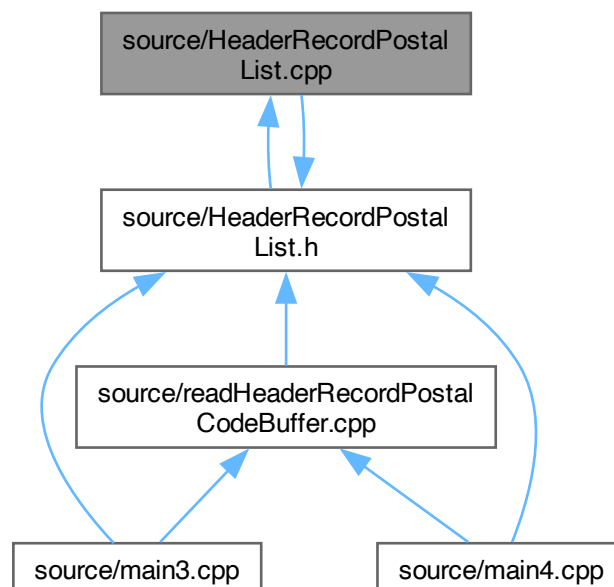 source/HeaderRecordPostal
List.cpp
source/HeaderRecordPostal
List.h
source/readHeaderRecordPostal
CodeBuffer.cpp
source/main3.cpp
source/main4.cpp